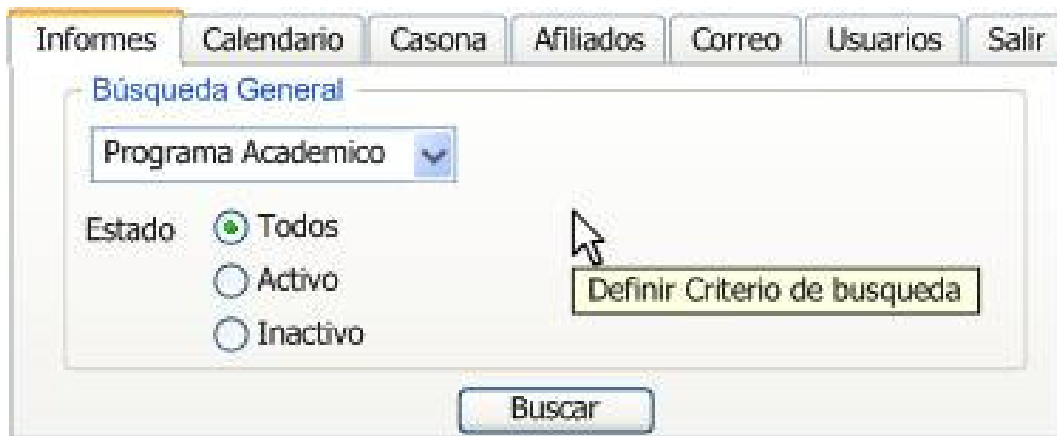 Informes Calendario Casona Afiliados Correo Usuarios Salir
Búsqueda General
Programa Academico
Estado Todos
Activo
Definir Criterio de busqueda
Inactivo
Buscar